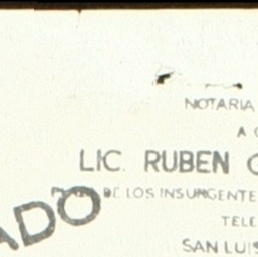 NOTARIA
A
LIC. RUBEN
DE LOS INSURGENTE
TELE
SAN LUIS
ADO